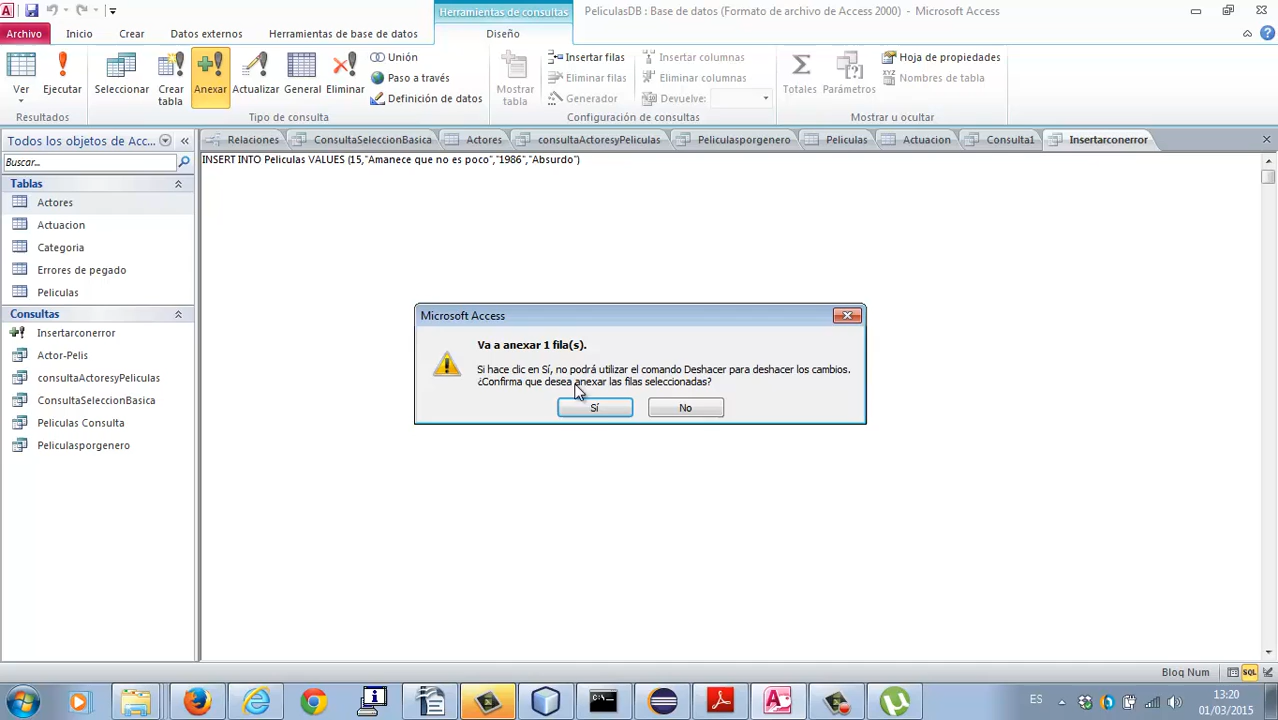 Herramientas de consultas
PeliculasDB : Base de datos (Formato de archivo de Access 2000) - Microsoft Access
Archivo Inicio Crear Datos externos Herramientas de base de datos Diseño
Ver Ejecutar Seleccionar Crear tabla Anexar Actualizar General Eliminar
Unión
Paso a través
Definición de datos
Mostrar tabla
Insertar filas
Eliminar filas
Generador
Insertar columnas
Eliminar columnas
Devuelve:
Totales Parámetros
Hoja de propiedades
Nombres de tabla
Resultados Tipo de consulta Configuración de consultas Mostrar u ocultar
Todos los objetos de Acc...
Relaciones ConsultaSeleccionBasica Actores consultaActoresyPeliculas Peliculasporgenero Peliculas Actuacion Consulta1 Insertarconerror
Buscar...
INSERT INTO Peliculas VALUES (15,"Amanece que no es poco","1986","Absurdo")
Tablas
Actores
Actuacion
Categoria
Errores de pegado
Peliculas
Consultas
Insertarconerror
Actor-Pelis
consultaActoresyPeliculas
ConsultaSeleccionBasica
Peliculas Consulta
Peliculasporgenero
Microsoft Access
Va a anexar 1 fila(s).
Si hace clic en Sí, no podrá utilizar el comando Deshacer para deshacer los cambios.
¿Confirma que desea anexar las filas seleccionadas?
Sí No
Bloq Num SQL
ES
13:20
01/03/2015